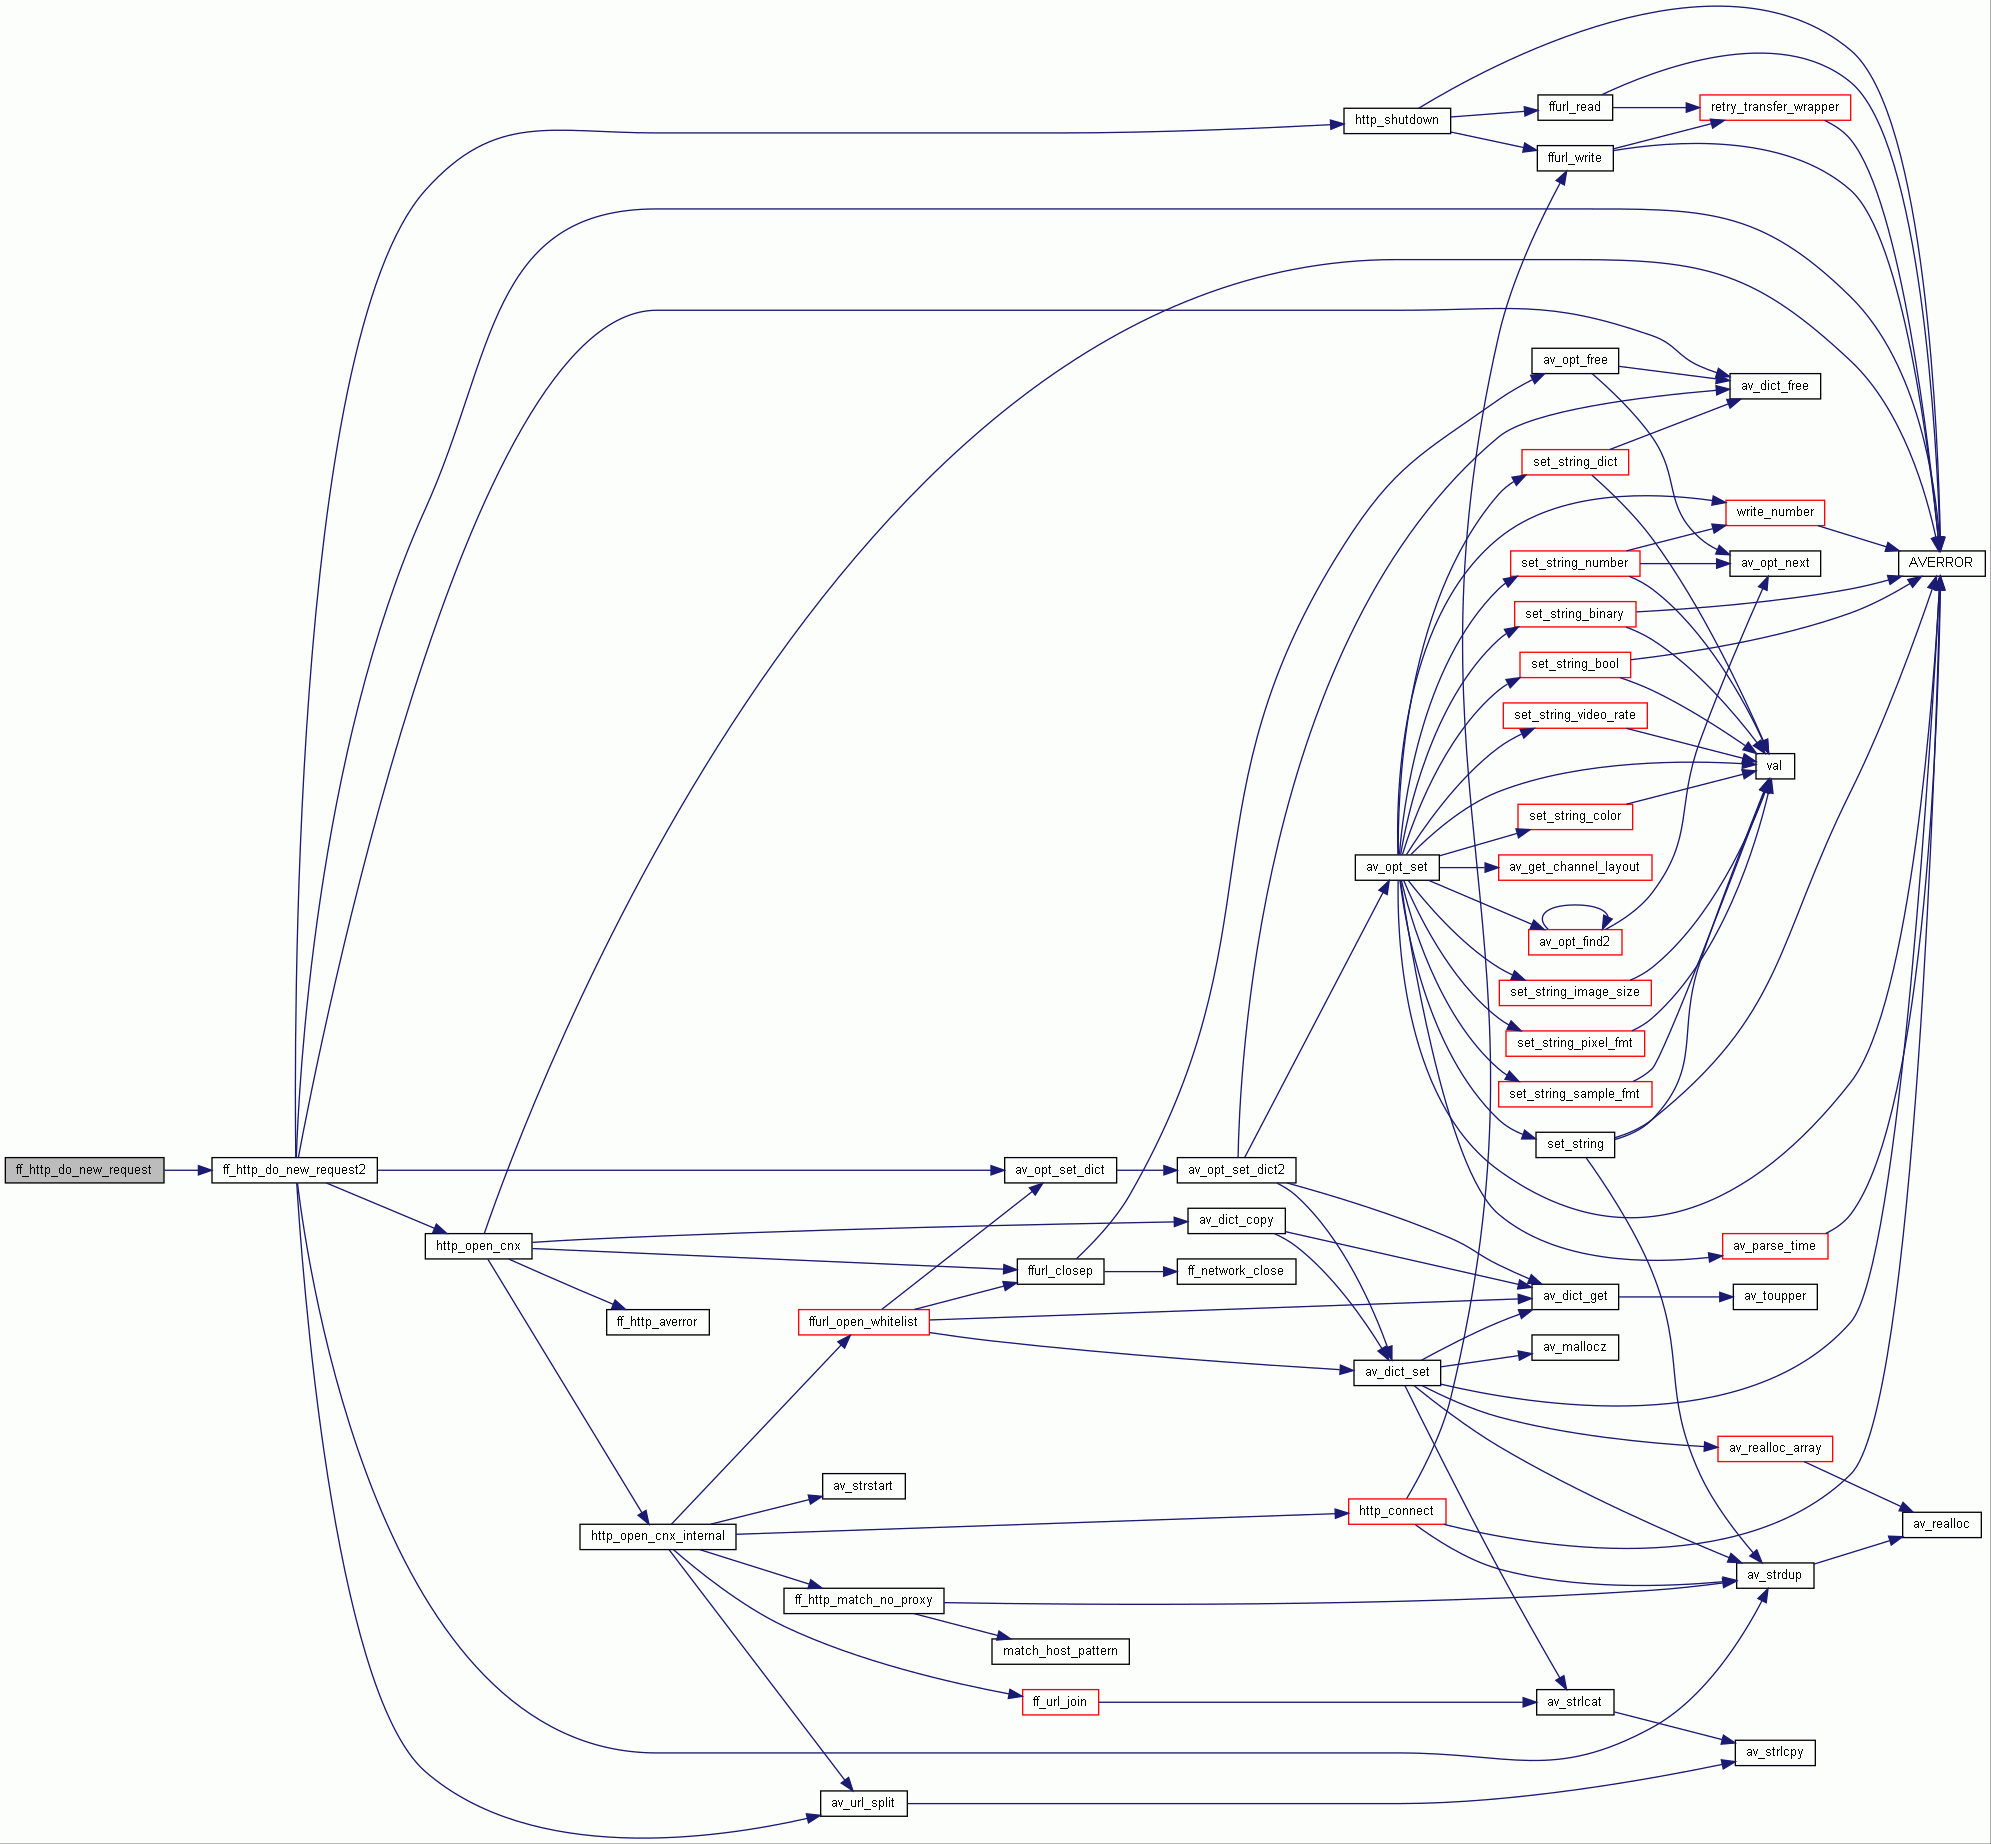 http_shutdown
ffurl_read
retry_transfer_wrapper
ffurl_write
av_opt_free
av_dict_free
set_string_dict
write_number
set_string_number
av_opt_next
AVERROR
set_string_binary
set_string_bool
set_string_video_rate
val
set_string_color
av_opt_set
av_get_channel_layout
av_opt_find2
set_string_image_size
set_string_pixel_fmt
set_string_sample_fmt
set_string
ff_http_do_new_request
ff_http_do_new_request2
av_opt_set_dict
av_opt_set_dict2
av_dict_copy
http_open_cnx
av_parse_time
ffurl_closep
ff_network_close
av_dict_get
av_toupper
ff_http_averror
ffurl_open_whitelist
av_mallocz
av_dict_set
av_realloc_array
av_strstart
http_connect
av_realloc
http_open_cnx_internal
av_strdup
ff_http_match_no_proxy
match_host_pattern
ff_url_join
av_strlcat
av_strlcpy
av_url_split